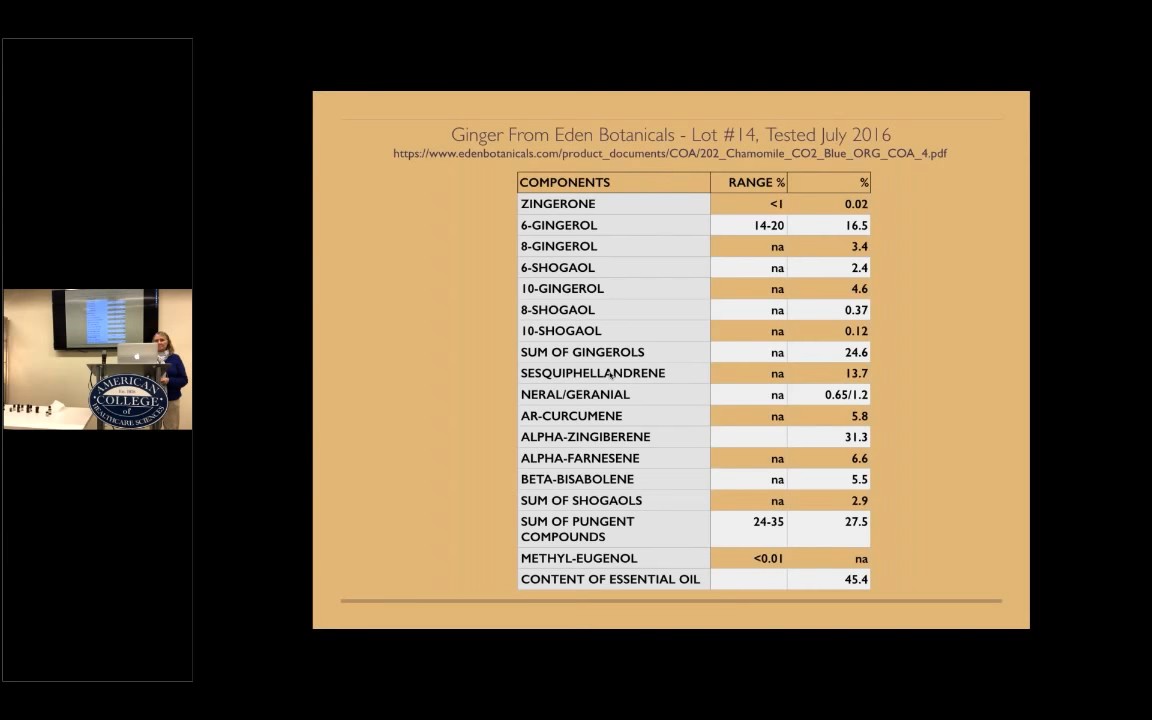 Ginger From Eden Botanicals - Lot #14, Tested July 2016
https://www.edenbotanicals.com/product_documents/COA/202_Chamomile_CO2_Blue_ORG_COA_4.pdf
COMPONENTS RANGE % %
ZINGERONE <1 0.02
6-GINGEROL 14-20 16.5
8-GINGEROL na 3.4
6-SHOGAOL na 2.4
10-GINGEROL na 4.6
8-SHOGAOL na 0.37
10-SHOGAOL na 0.12
SUM OF GINGEROLS na 24.6
SESQUIPHELLANDRENE na 13.7
NERAL/GERANIAL na 0.65/1.2
AR-CURCUMENE na 5.8
ALPHA-ZINGIBERENE 31.3
ALPHA-FARNESENE na 6.6
BETA-BISABOLENE na 5.5
SUM OF SHOGAOLS na 2.9
SUM OF PUNGENT 24-35 27.5
COMPOUNDS
METHYL-EUGENOL <0.01 na
CONTENT OF ESSENTIAL OIL 45.4
AMERICAN
COLLEGE
of
HEALTHCARE SCIENCES